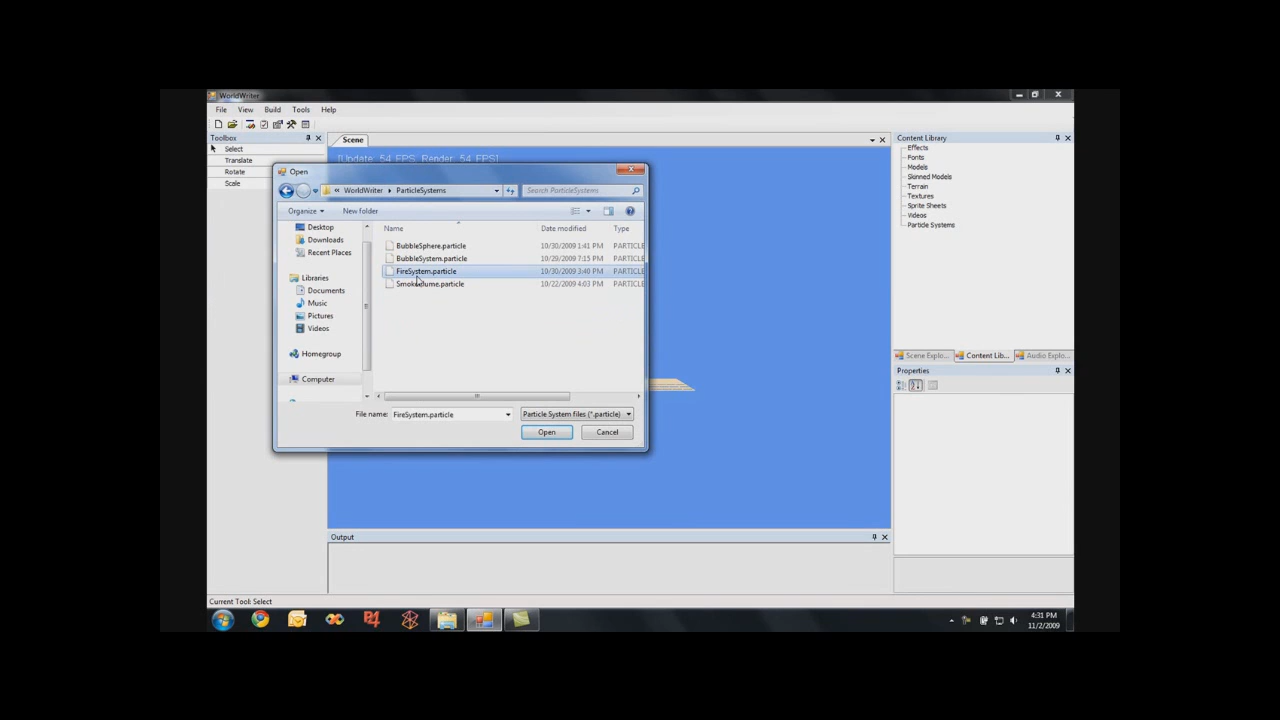 WorldWriter
File View Build Tools Help
Toolbox
Select
Translate
Rotate
Scale
Scene
[Update: 54 FPS, Render: 54 FPS]
Open
« WorldWriter ParticleSystems
Search ParticleSystems
Organize
New folder
Desktop
Downloads
Recent Places
Libraries
Documents
Music
Pictures
Videos
Homegroup
Computer
Name Date modified Type
BubbleSphere.particle 10/30/2009 1:41 PM PARTICLE
BubbleSystem.particle 10/29/2009 7:15 PM PARTICLE
FireSystem.particle 10/30/2009 3:40 PM PARTICLE
10/22/2009 4:03 PM PARTICLE
File name: FireSystem.particle
Particle System files (*.particle)
Open
Cancel
Content Library
Effects
Fonts
Models
Skinned Models
Terrain
Textures
Sprite Sheets
Videos
Particle Systems
Scene Explo...
Content Lib...
Audio Explo...
Properties
Output
Current Tool: Select
4:31 PM
11/2/2009